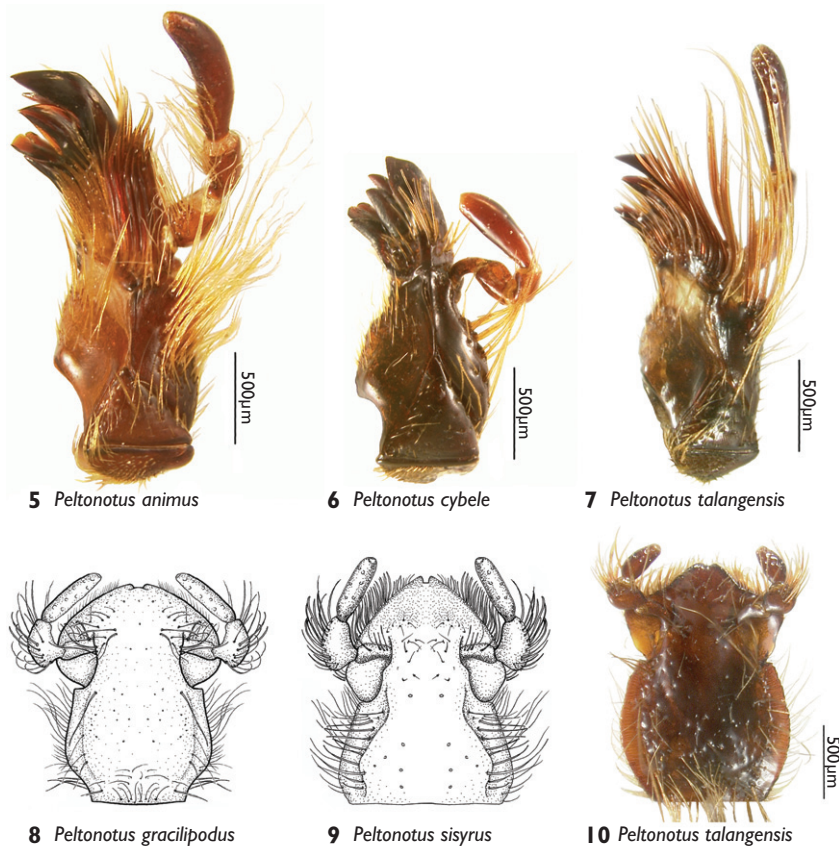 500µm
500µm
500µm
5 Peltonotus animus
6 Peltonotus cybele
7 Peltonotus talangensis
500µm
8 Peltonotus gracilipodus
9 Peltonotus sisyrus
10 Peltonotus talangensis